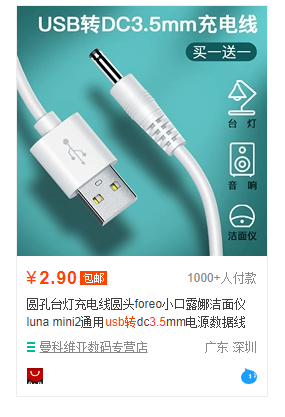 USB转DC3.5mm充电线
买一送一
台灯
音响
洁面仪
¥2.90 包邮 1000+人付款
圆孔台灯充电线圆头foreo小口露娜洁面仪
luna mini2通用usb转dc3.5mm电源数据线
曼科维亚数码专营店 广东 深圳